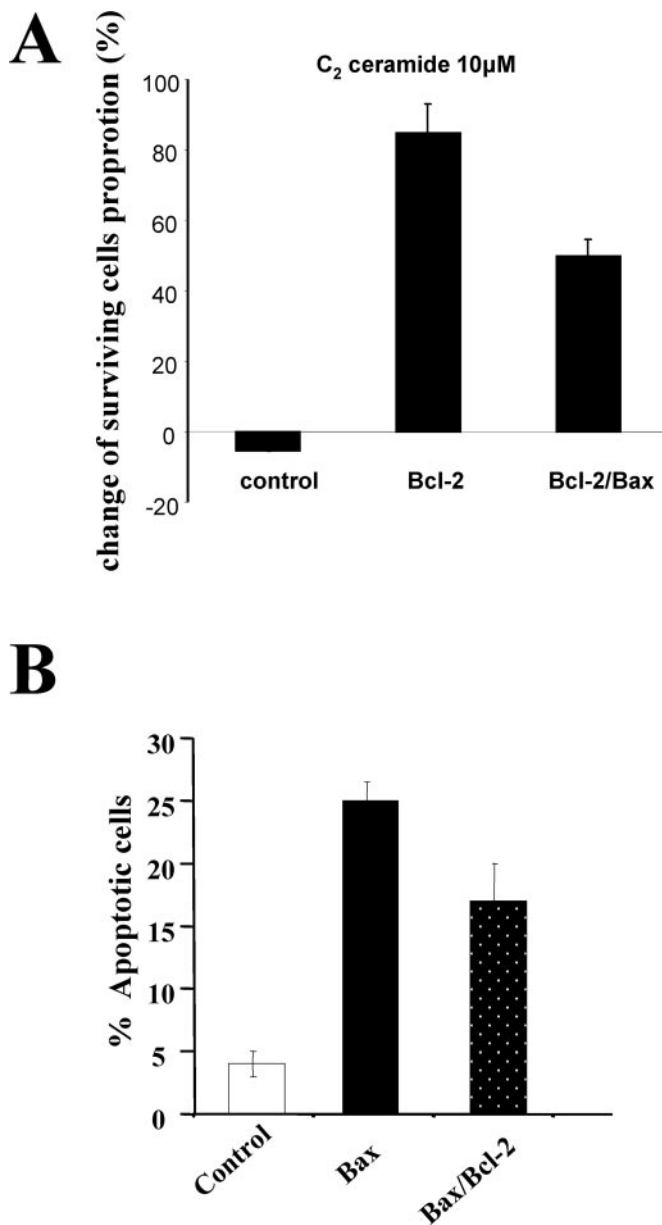 A
C₂ ceramide 10µM
change of surviving cells proprotion (%)
100
80
60
40
20
0
-20
control Bcl-2 Bcl-2/Bax
B
% Apoptotic cells
30
25
20
15
10
5
0
Control Bax Bax/Bcl-2